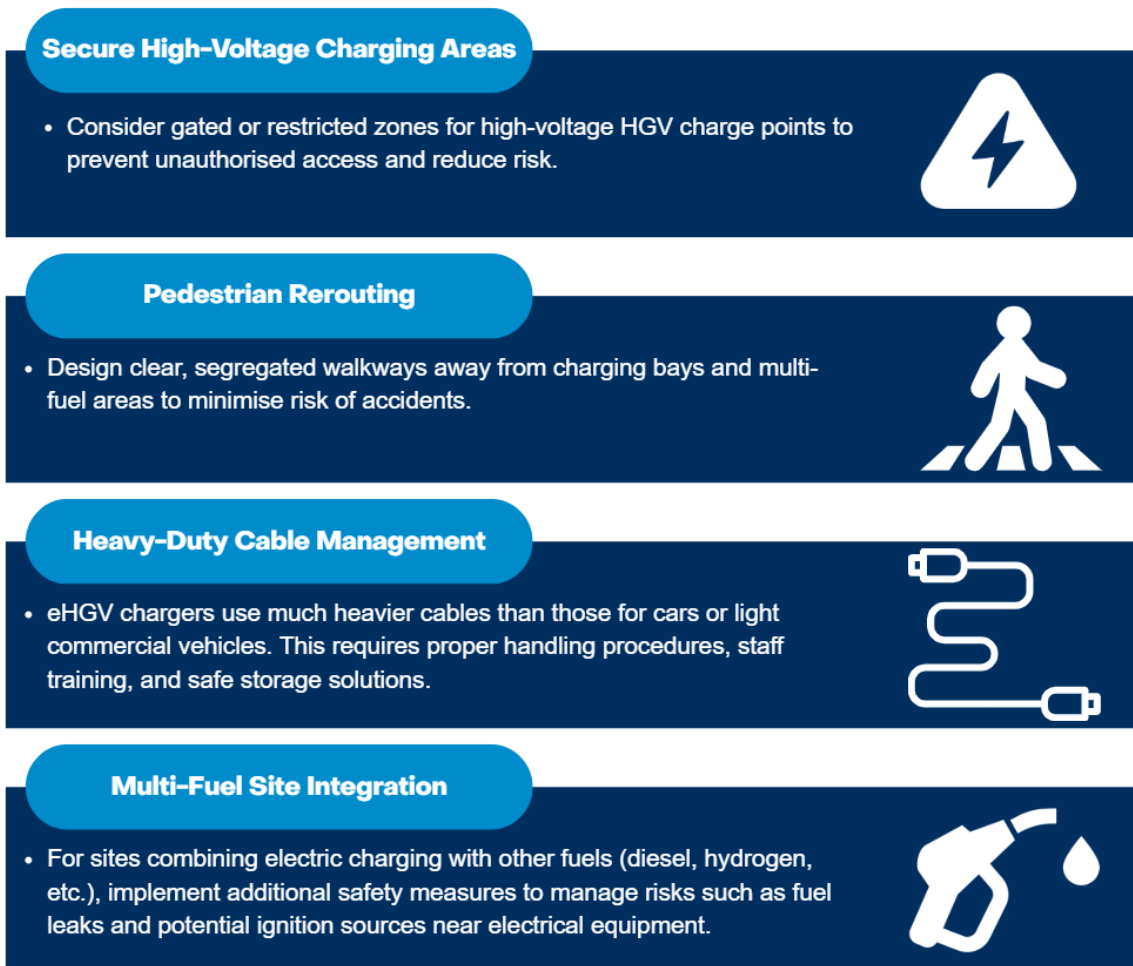 Secure High-Voltage Charging Areas
• Consider gated or restricted zones for high-voltage HGV charge points to
prevent unauthorised access and reduce risk.
Pedestrian Rerouting
• Design clear, segregated walkways away from charging bays and multi-
fuel areas to minimise risk of accidents.
Heavy-Duty Cable Management
• eHGV chargers use much heavier cables than those for cars or light
commercial vehicles. This requires proper handling procedures, staff
training, and safe storage solutions.
Multi-Fuel Site Integration
• For sites combining electric charging with other fuels (diesel, hydrogen,
etc.), implement additional safety measures to manage risks such as fuel
leaks and potential ignition sources near electrical equipment.